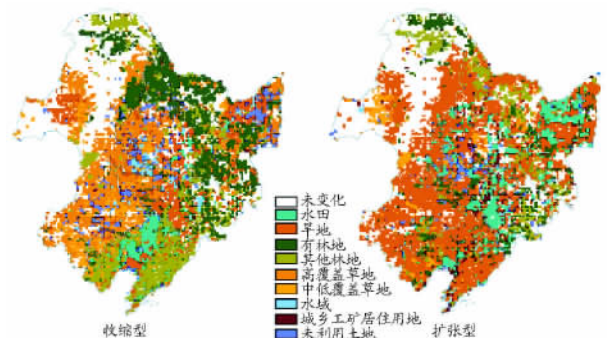 未变化
水田
旱地
有林地
其他林地
高覆盖草地
中低覆盖草地
水域
城乡工矿居住用地
未利用土地
收缩型
扩张型